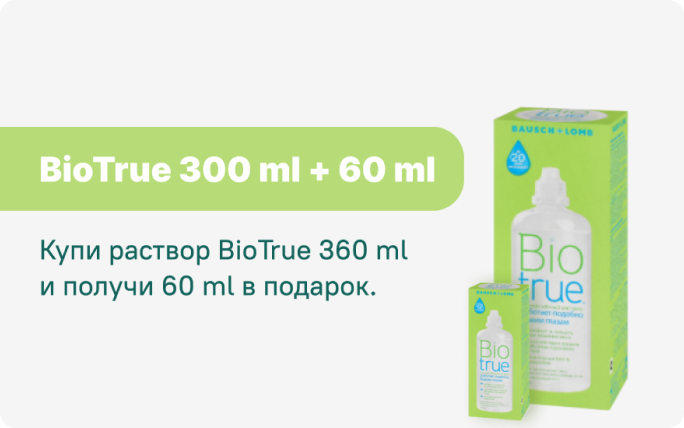 BioTrue 300 ml + 60 ml
Купи раствор BioTrue 360 ml
и получи 60 ml в подарок.
BAUSCH + LOMB
20
Bio
true
BAUSCH + LOMB
Bio
true